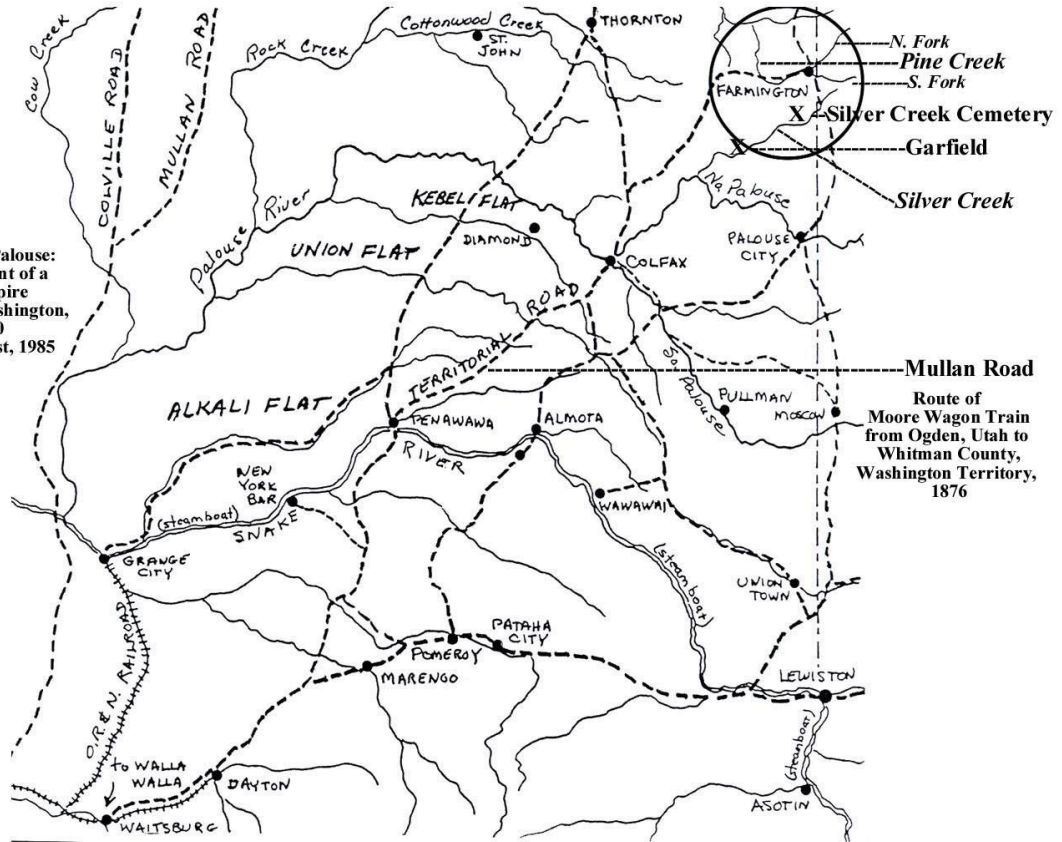 Cow Creek
COLVILLE ROAD
MULLAN ROAD
Rock Creek
Cottonwood Creek
ST. JOHN
THORNTON
N. Fork
Pine Creek
S. Fork
FARMINGTON
X
Silver Creek Cemetery
X
Garfield
Silver Creek
Palouse River
KEBEL FLAT
DIAMOND
UNION FLAT
No Palouse
PALOUSE CITY
COLFAX
Palouse:
nt of a
pire
shington,
0
st, 1985
TERRITORIAL ROAD
Mullan Road
ALKALI FLAT
So Palouse
PULLMAN
MOSCOW
Route of
Moore Wagon Train
from Ogden, Utah to
Whitman County,
Washington Territory,
1876
PENAWAWA
ALMOTA
NEW YORK BAR
SNAKE RIVER
(steamboat)
WAWAWAI
(steamboat)
GRANGE CITY
UNION TOWN
O.R.& N. RAILROAD
PATAHA CITY
POMEROY
MARENGO
LEWISTON
to WALLA WALLA
DAYTON
(steamboat)
ASOTIN
WAITSBURG